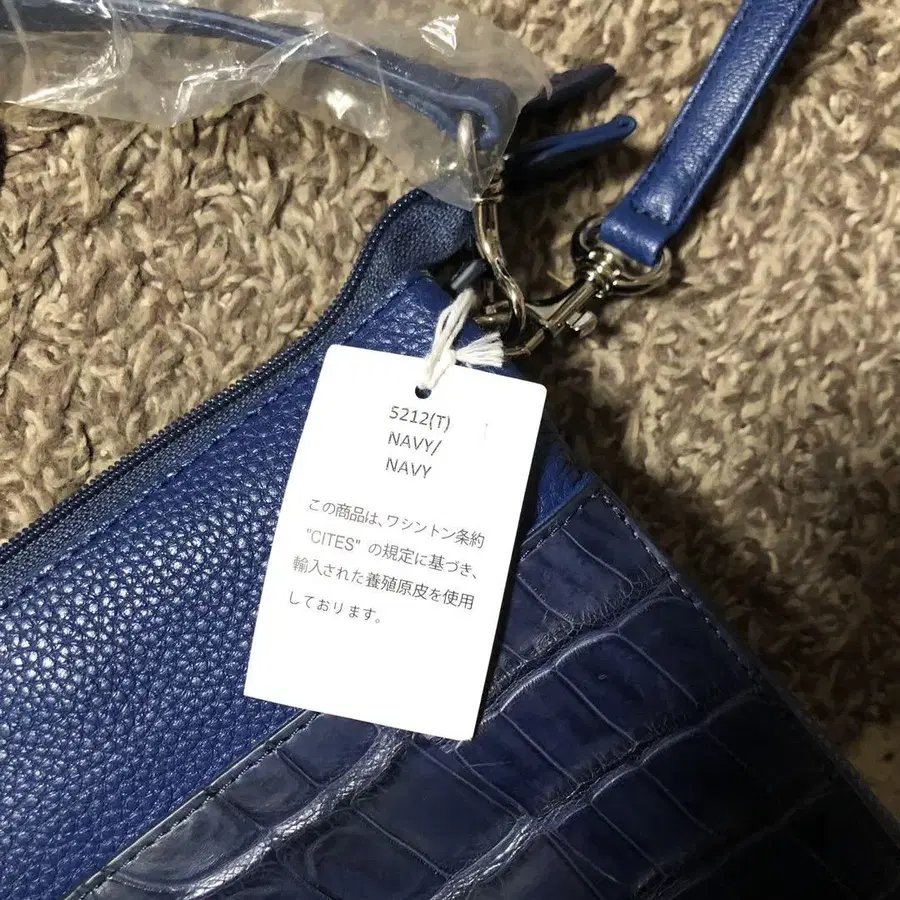 5212(T)
NAVY/
NAVY
この商品は、ワシントン条約
"CITES" の規定に基づき、
輸入された養殖原皮を使用
しております。